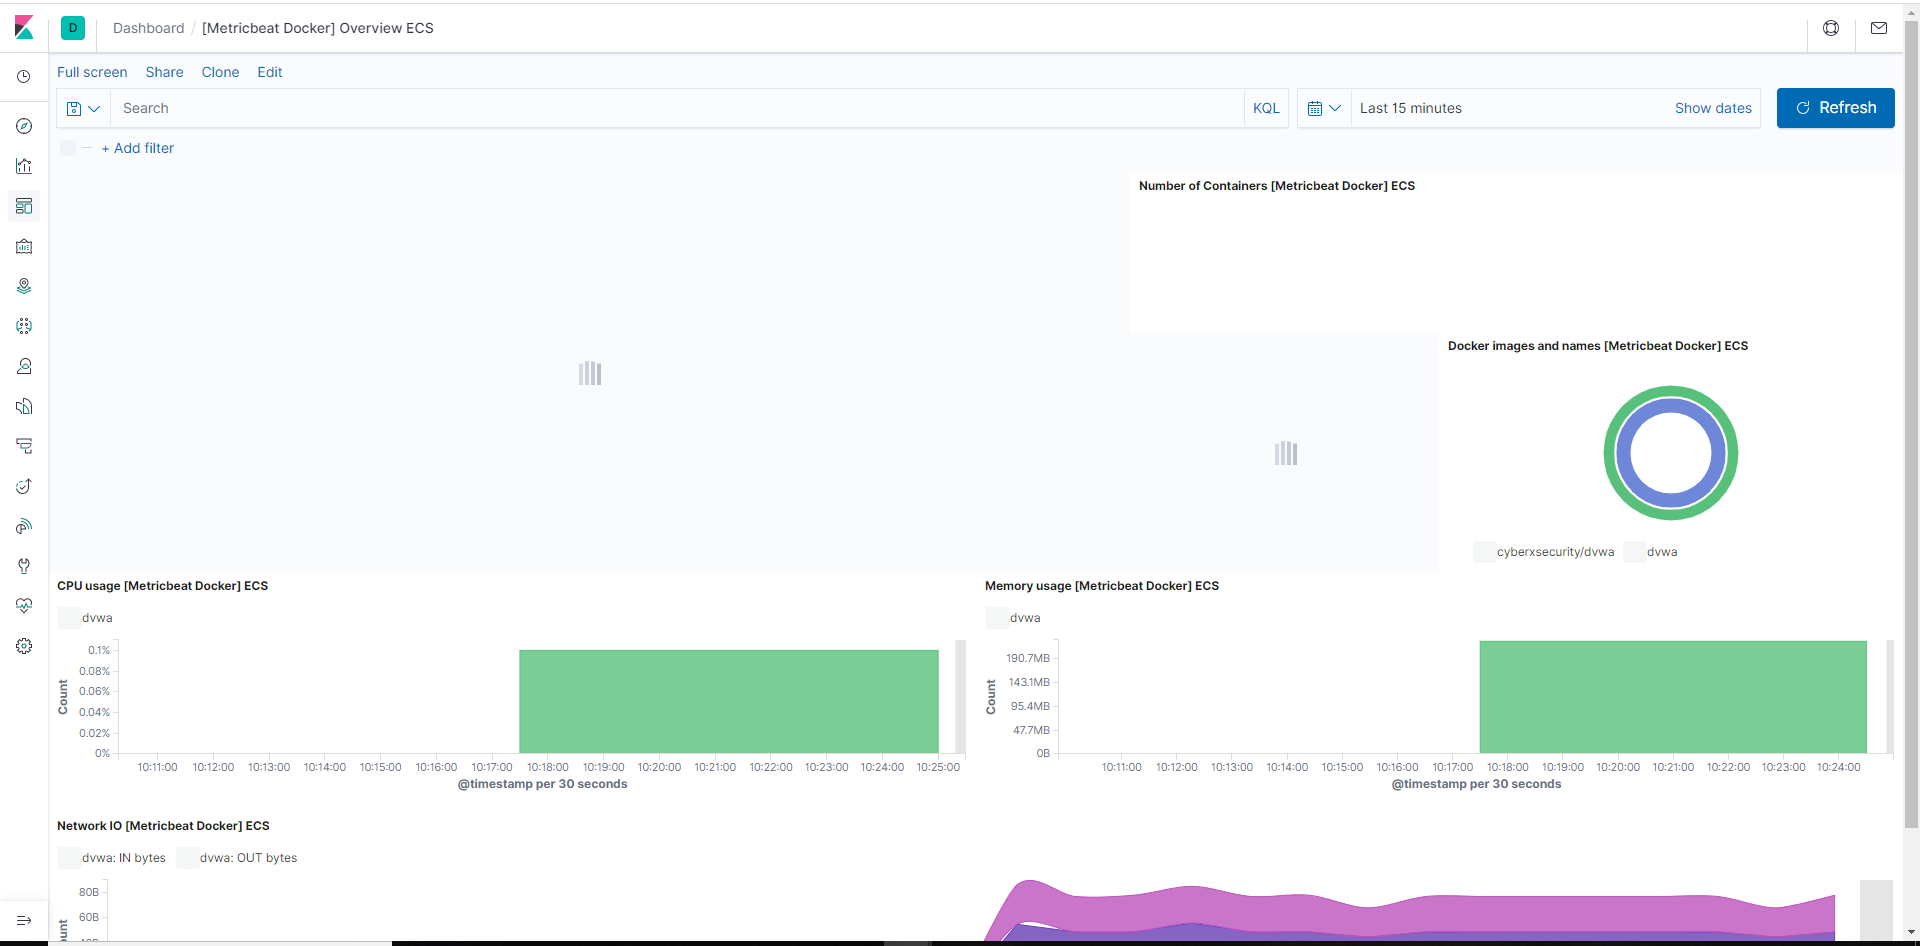 D Dashboard / [Metricbeat Docker] Overview ECS
Full screen Share Clone Edit
Search KQL Last 15 minutes Show dates Refresh
+ Add filter
Number of Containers [Metricbeat Docker] ECS
Docker images and names [Metricbeat Docker] ECS
cyberxsecurity/dvwa dvwa
CPU usage [Metricbeat Docker] ECS
dvwa
0.1%
0.08%
0.06%
0.04%
0.02%
0%
Count
10:11:00 10:12:00 10:13:00 10:14:00 10:15:00 10:16:00 10:17:00 10:18:00 10:19:00 10:20:00 10:21:00 10:22:00 10:23:00 10:24:00 10:25:00
@timestamp per 30 seconds
Memory usage [Metricbeat Docker] ECS
dvwa
190.7MB
143.1MB
95.4MB
47.7MB
0B
Count
10:11:00 10:12:00 10:13:00 10:14:00 10:15:00 10:16:00 10:17:00 10:18:00 10:19:00 10:20:00 10:21:00 10:22:00 10:23:00 10:24:00
@timestamp per 30 seconds
Network IO [Metricbeat Docker] ECS
dvwa: IN bytes dvwa: OUT bytes
80B
60B